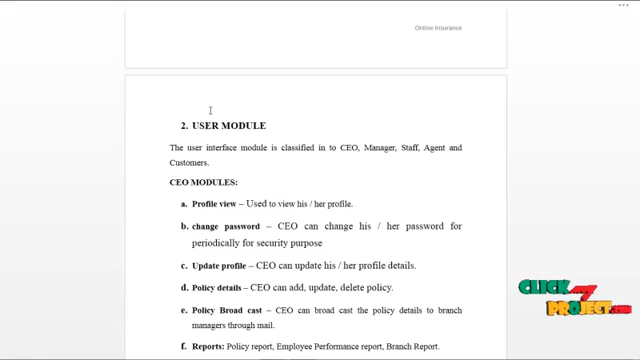 Online Insurance
2. USER MODULE
The user interface module is classified in to CEO, Manager, Staff, Agent and
Customers.
CEO MODULES:
a. Profile view – Used to view his / her profile.
b. change password – CEO can change his / her password for
periodically for security purpose
c. Update profile – CEO can update his / her profile details.
d. Policy details – CEO can add, update, delete policy.
e. Policy Broad cast – CEO can broad cast the policy details to branch
managers through mail.
f. Reports: Policy report, Employee Performance report, Branch Report.
CLICK
PROJECT.COM